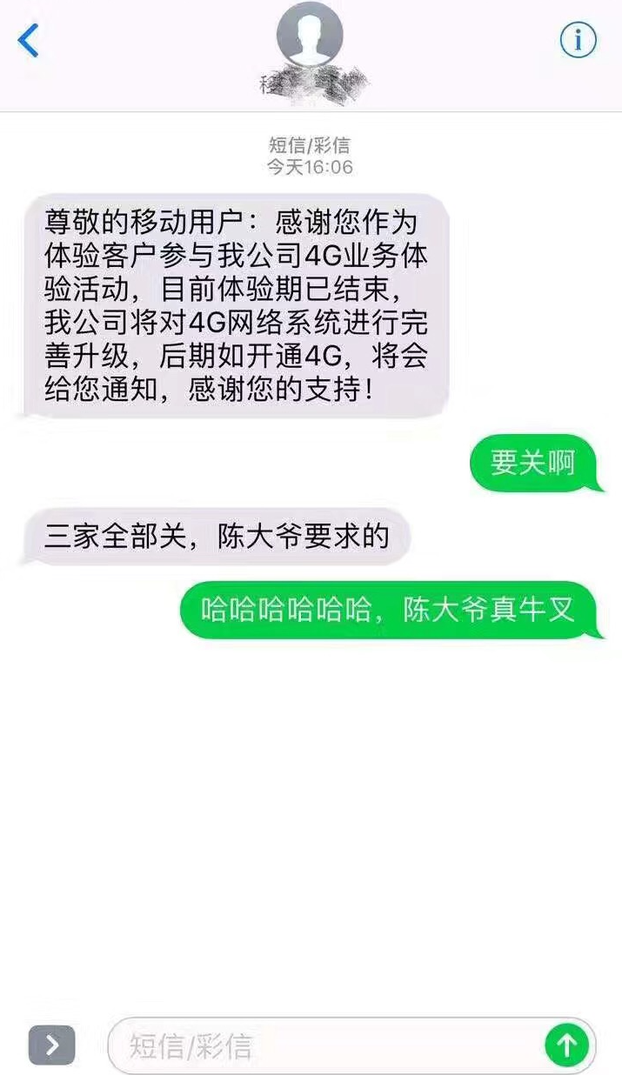 短信/彩信
今天16:06
尊敬的移动用户：感谢您作为
体验客户参与我公司4G业务体
验活动，目前体验期已结束，
我公司将对4G网络系统进行完
善升级，后期如开通4G，将会
给您通知，感谢您的支持！
要关啊
三家全部关，陈大爷要求的
哈哈哈哈哈哈，陈大爷真牛叉
短信/彩信